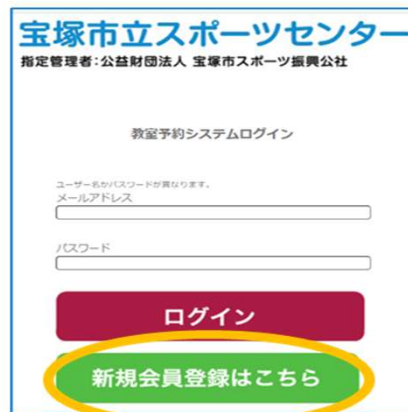 宝塚市立スポーツセンター
指定管理者:公益財団法人 宝塚市スポーツ振興公社
教室予約システムログイン
ユーザー名かパスワードが異なります。
メールアドレス
パスワード
ログイン
新規会員登録はこちら